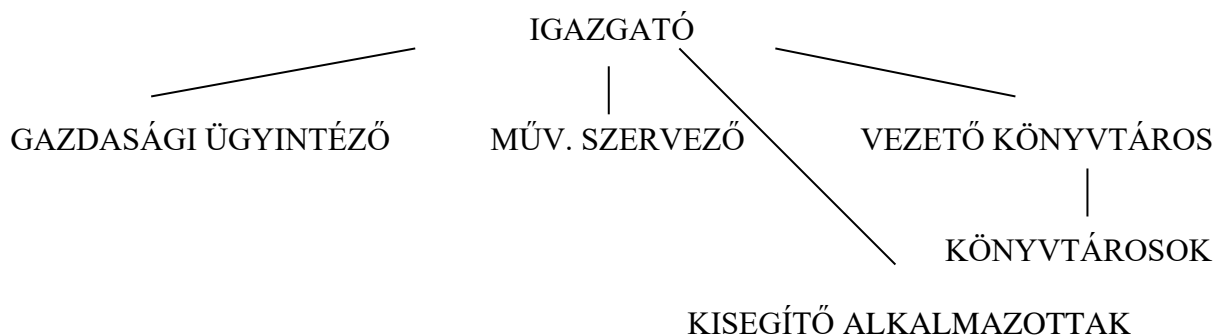 IGAZGATÓ
GAZDASÁGI ÜGYINTÉZŐ MŰV. SZERVEZŐ VEZETŐ KÖNYVTÁROS
KÖNYVTÁROSOK
KISEGÍTŐ ALKALMAZOTTAK